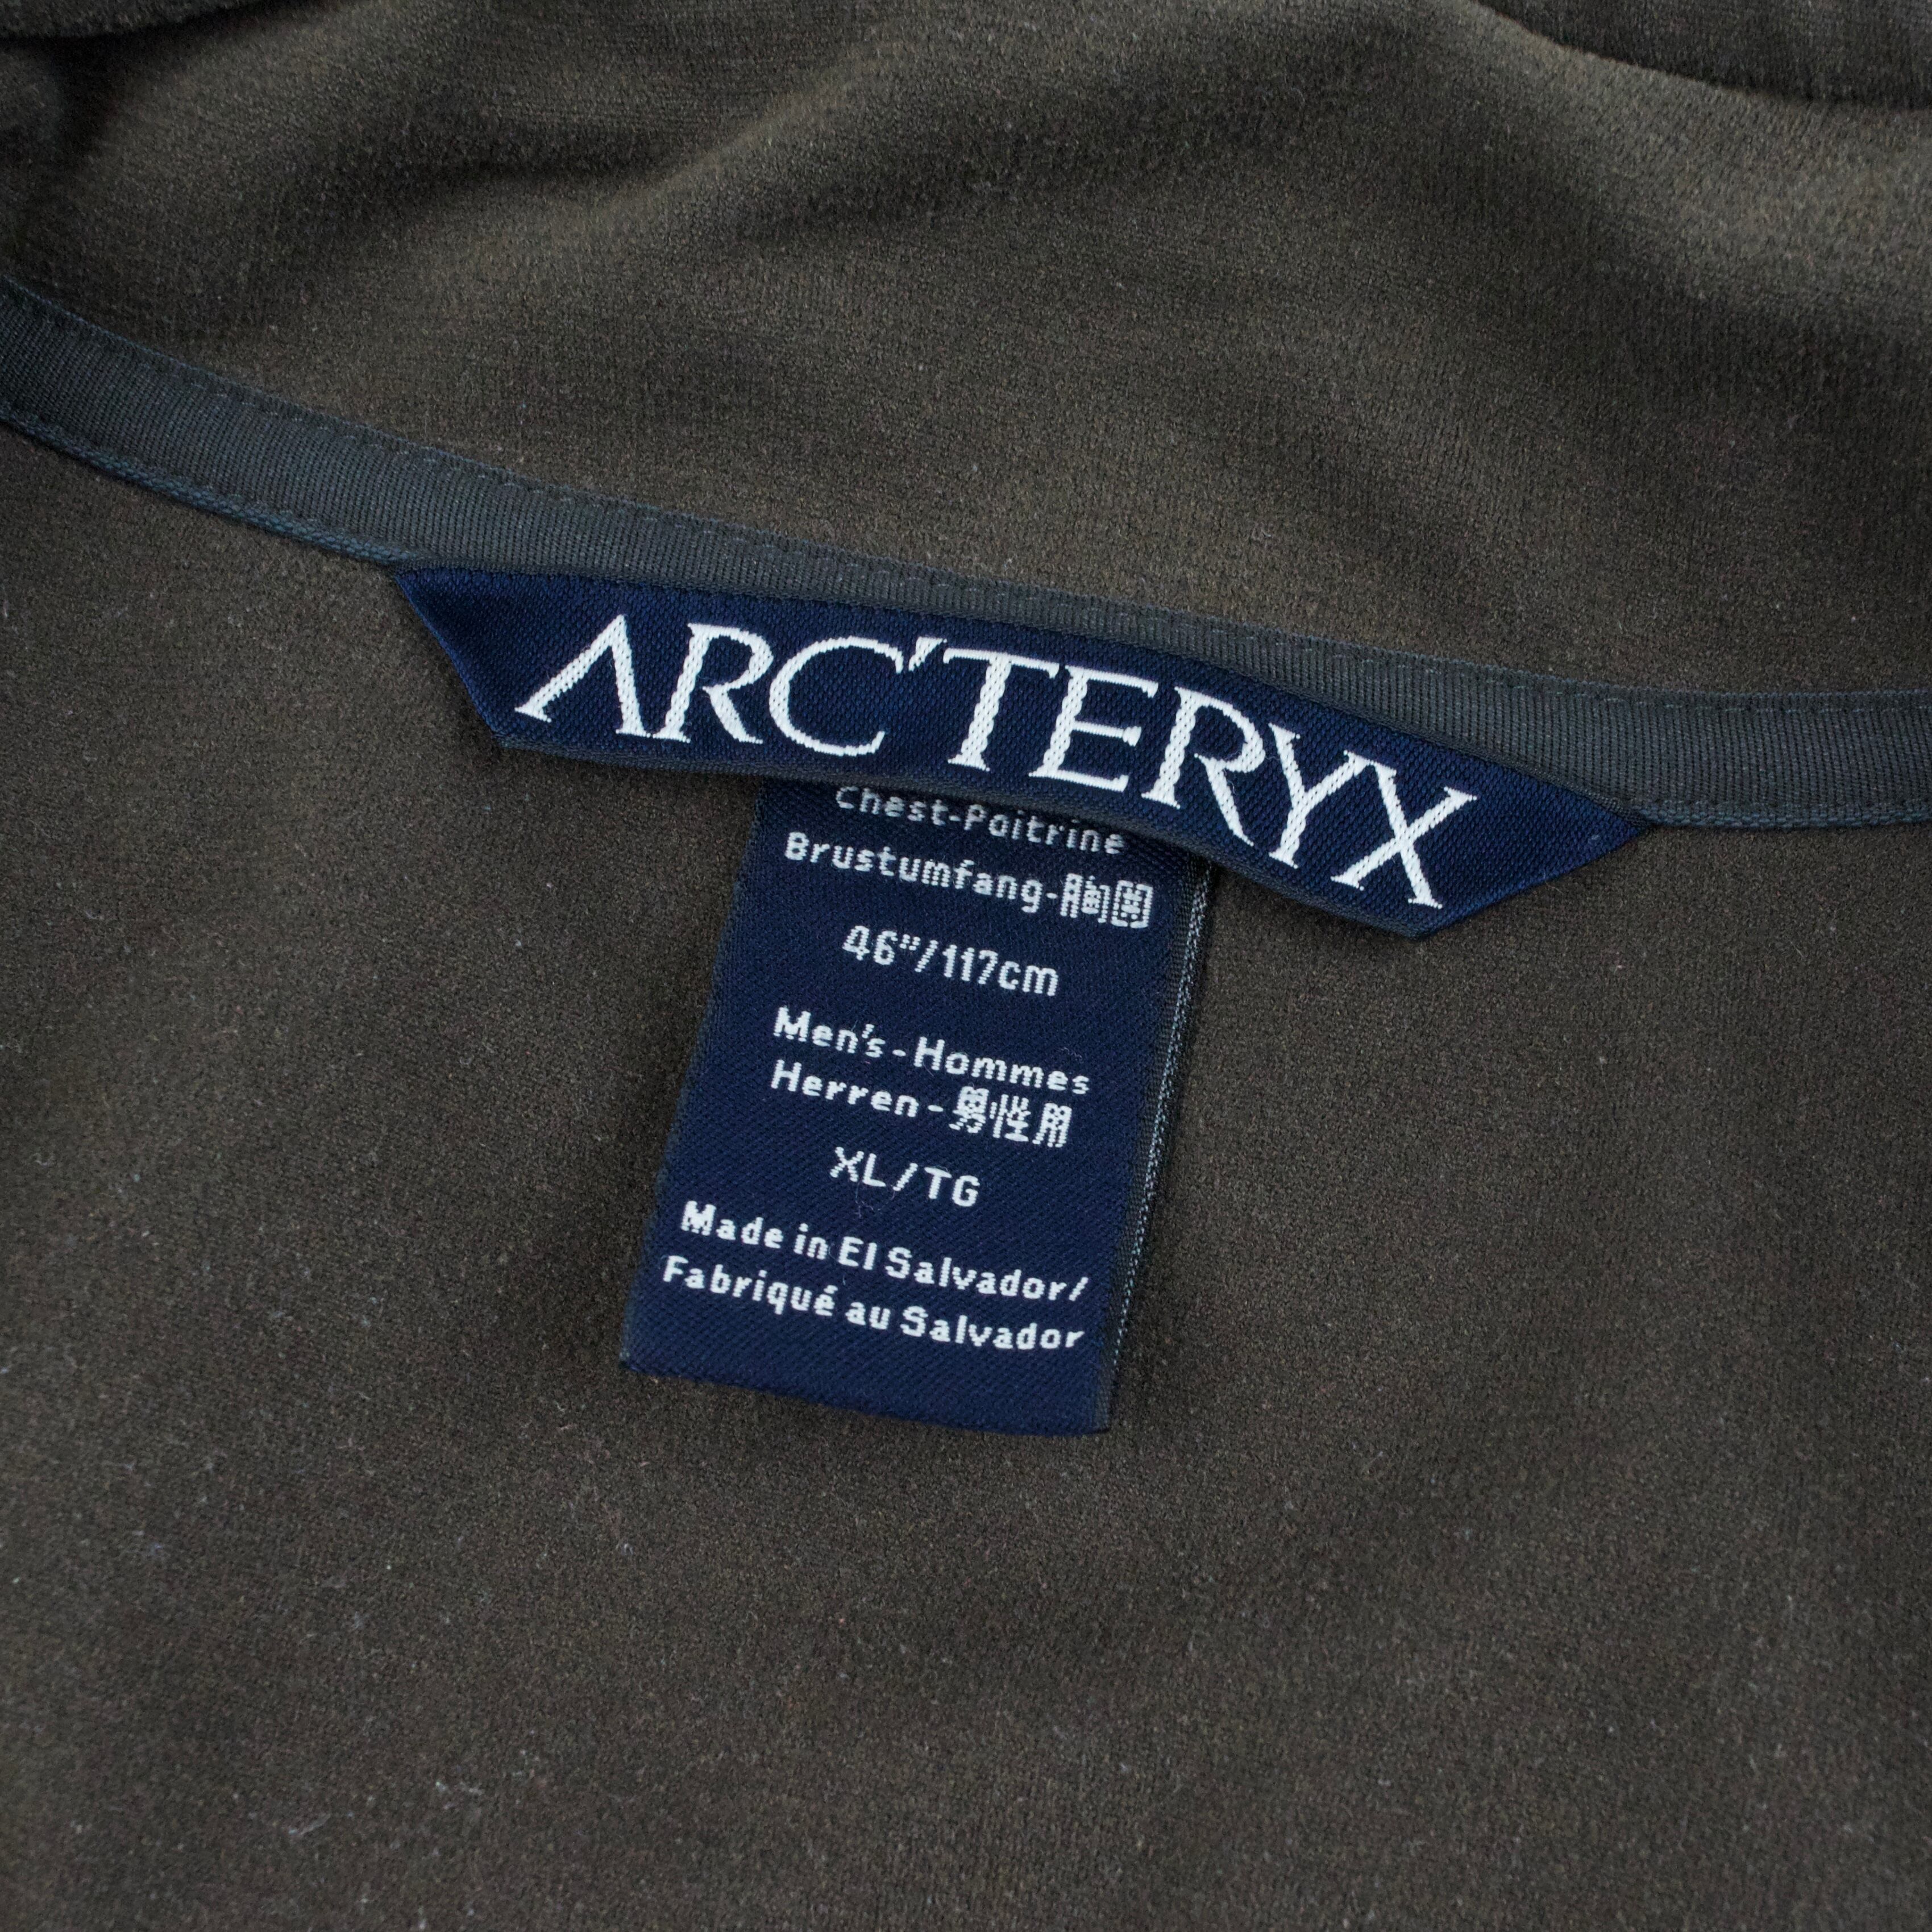 ARC'TERYX
Chest-Poitrine
Brustumfang-胸囲
46"/117cm
Men's-Hommes
Herren-男性用
XL/TG
Made in El Salvador/
Fabriqué au Salvador